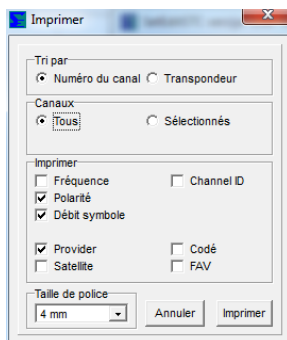 Imprimer
Tri par
Numéro du canal Transpondeur
Canaux
Tous Sélectionnés
Imprimer
Fréquence Channel ID
Polarité
Débit symbole
Provider Codé
Satellite FAV
Taille de police
4 mm Annuler Imprimer